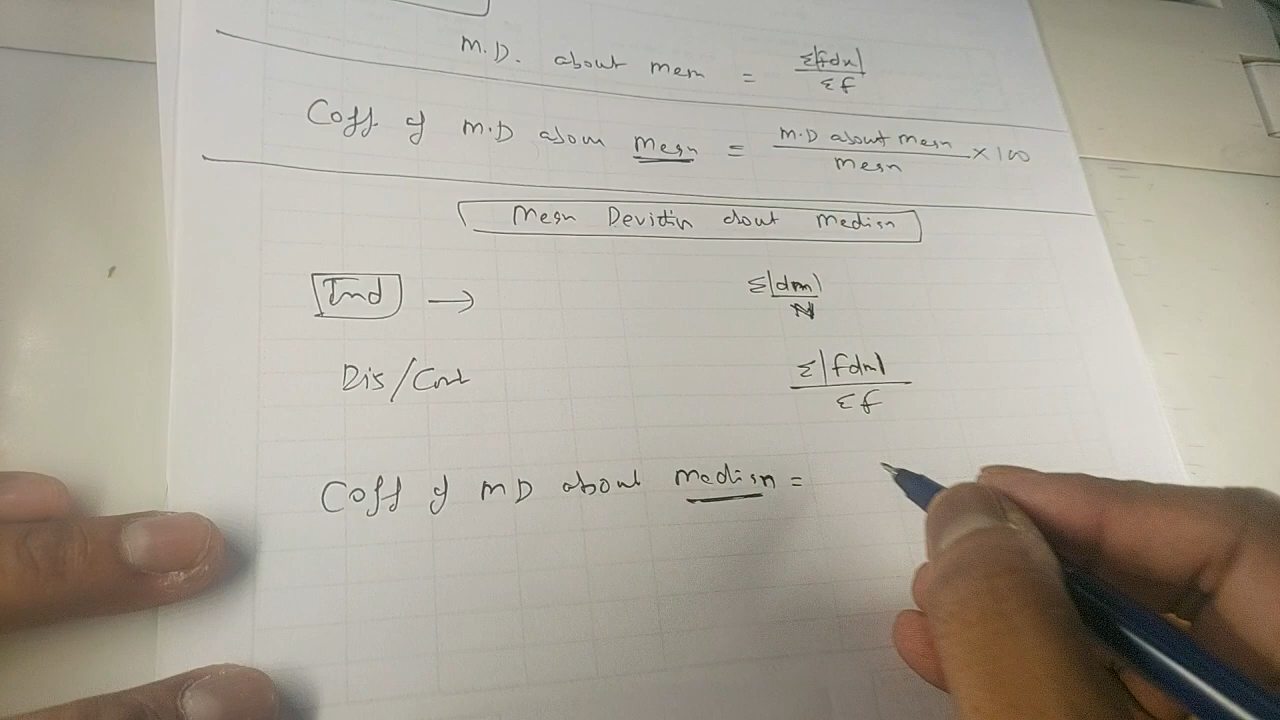 M.D. about mean = Σ|fdx| / Σf
Coff of M.D about mean = M.D about mean / mean × 100
Mean Devition about median
Ind → Σ|dm| / N
Dis/Cont Σ|fdm| / Σf
Coff of MD about median =